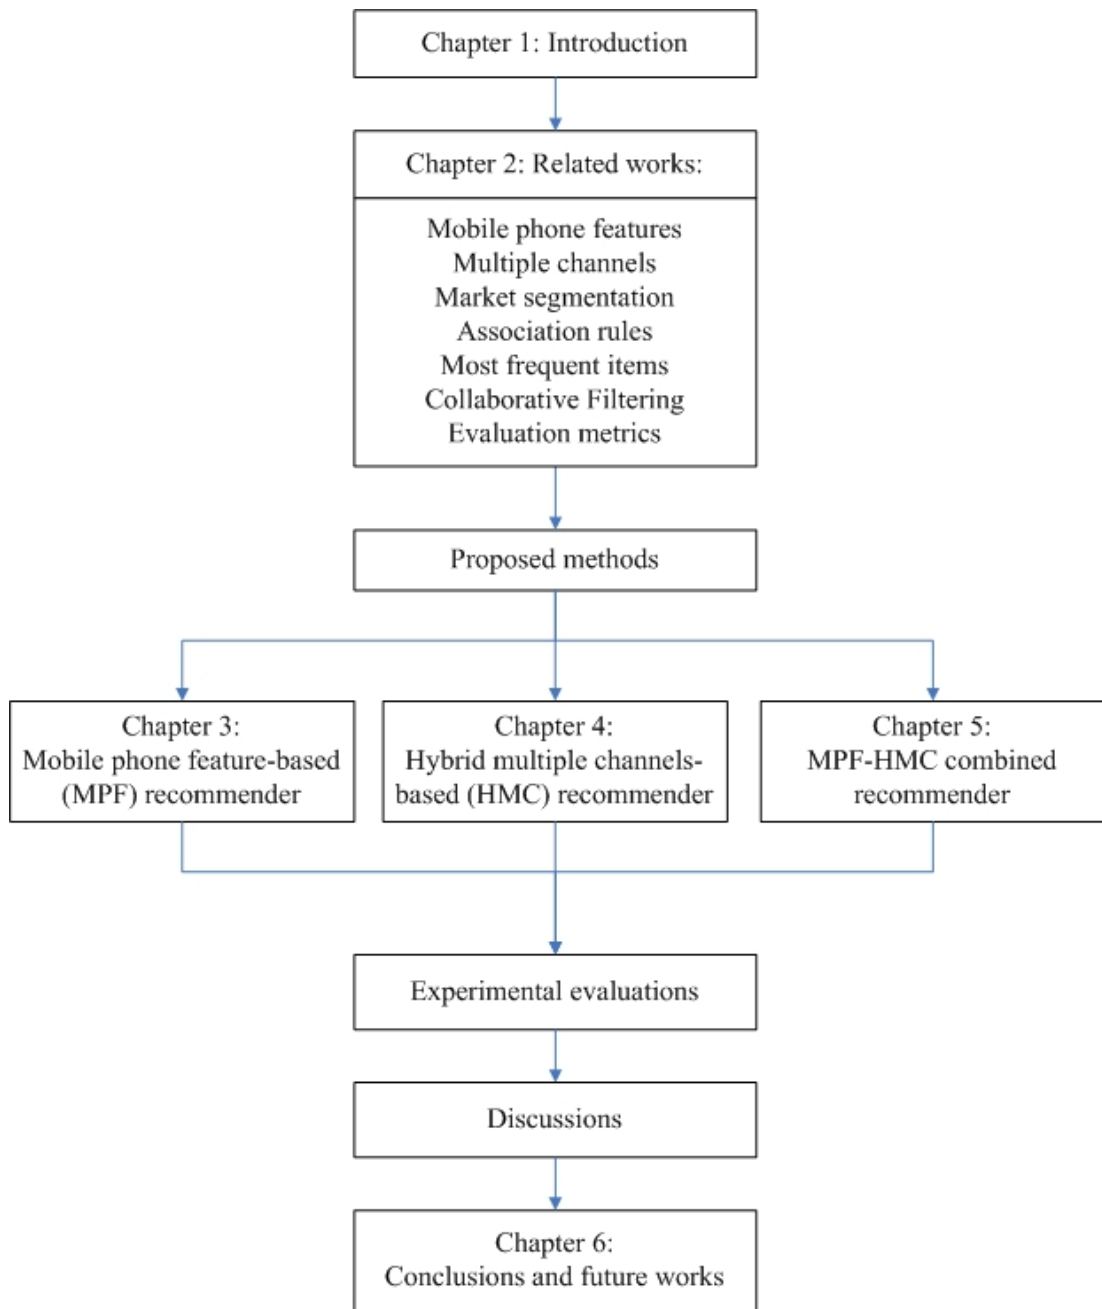 Chapter 1: Introduction
Chapter 2: Related works:
Mobile phone features
Multiple channels
Market segmentation
Association rules
Most frequent items
Collaborative Filtering
Evaluation metrics
Proposed methods
Chapter 3:
Mobile phone feature-based
(MPF) recommender
Chapter 4:
Hybrid multiple channels-
based (HMC) recommender
Chapter 5:
MPF-HMC combined
recommender
Experimental evaluations
Discussions
Chapter 6:
Conclusions and future works